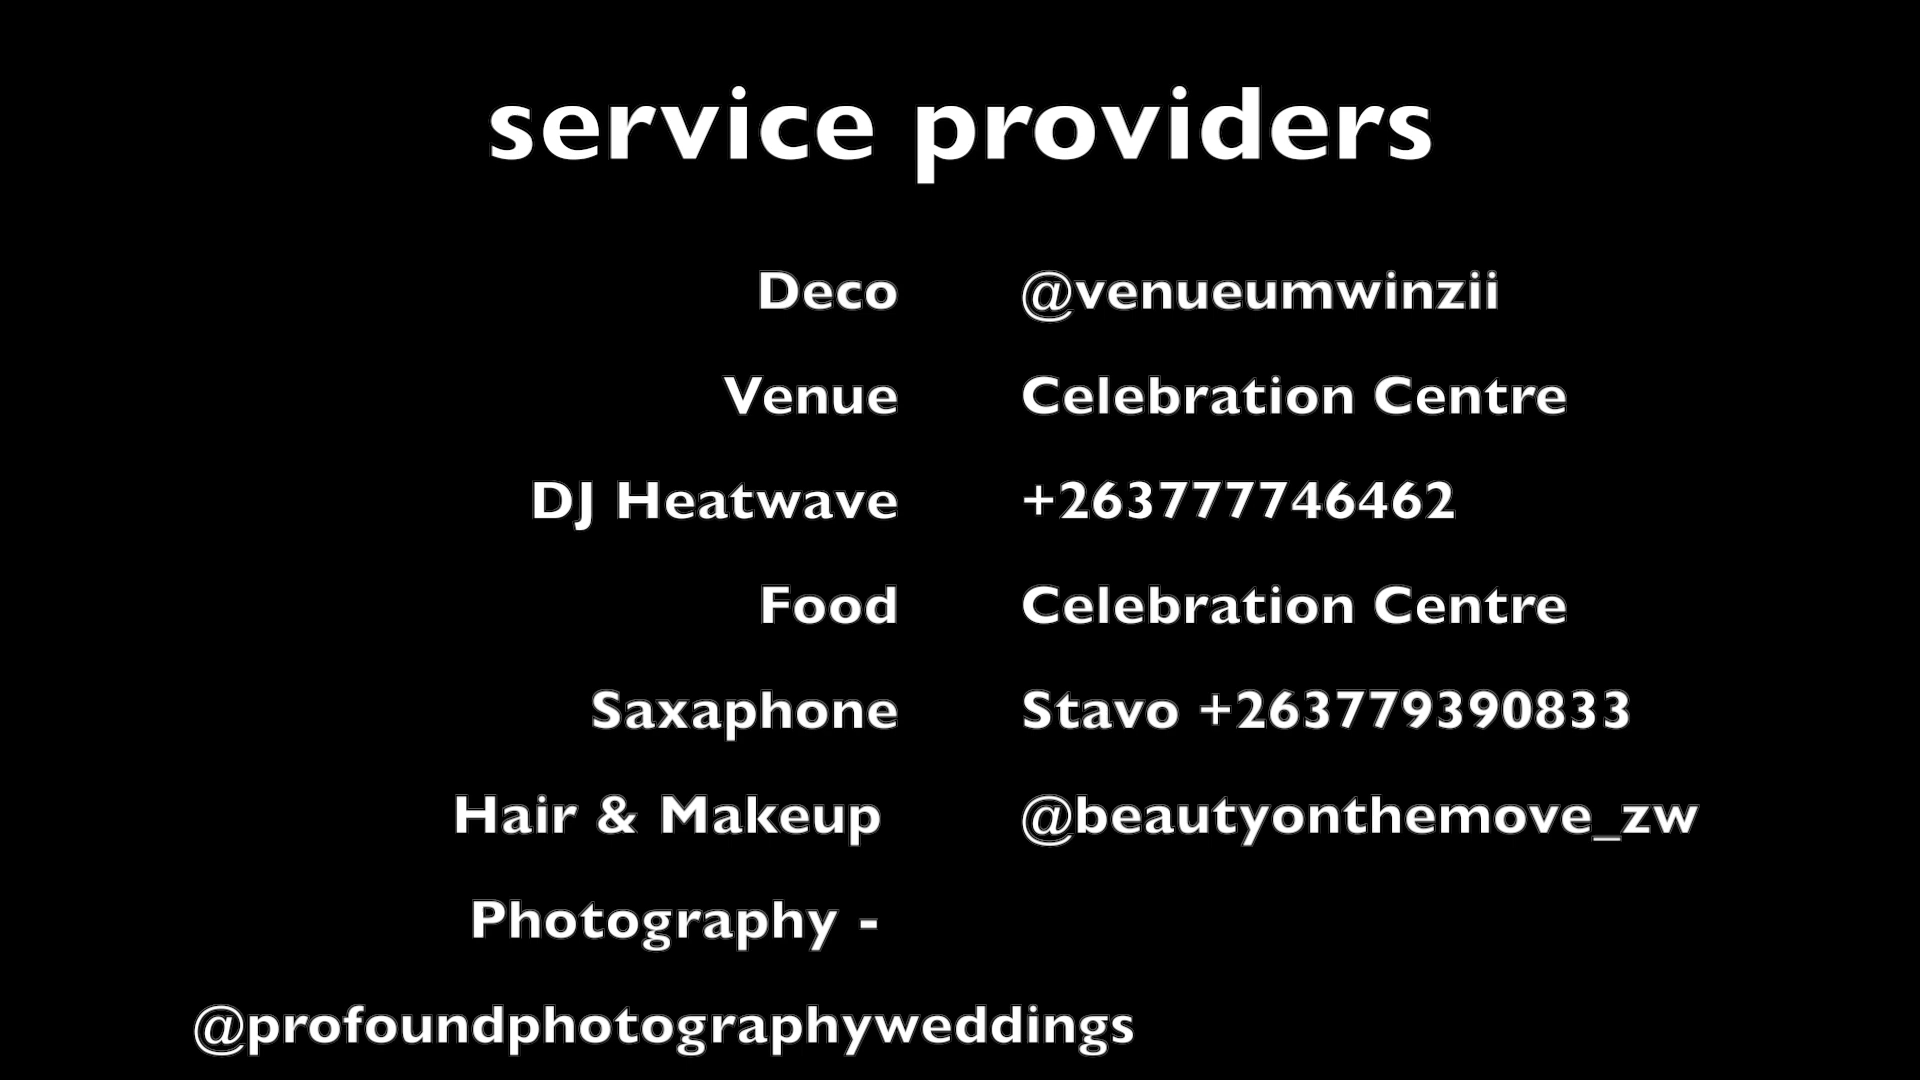 service providers
Deco @venueumwinzii
Venue Celebration Centre
DJ Heatwave +263777746462
Food Celebration Centre
Saxaphone Stavo +263779390833
Hair & Makeup @beautyonthemove_zw
Photography -
@profoundphotographyweddings